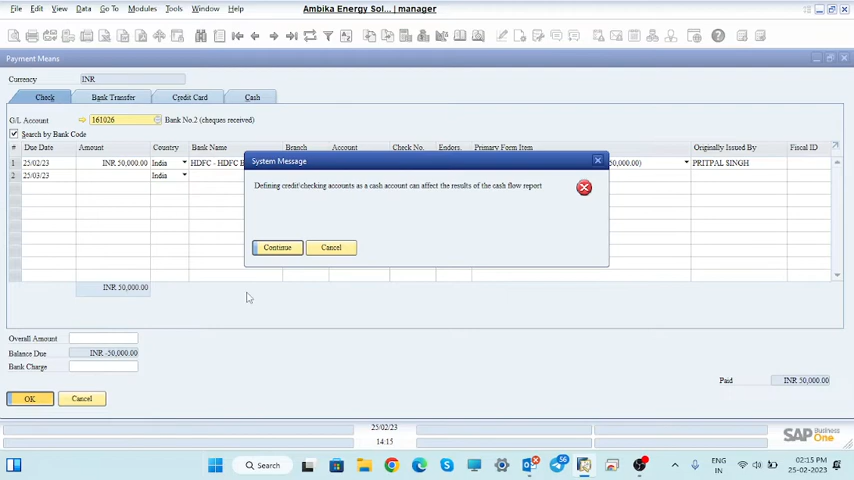 File Edit View Data Go To Modules Tools Window Help Ambika Energy Sol... | manager
Payment Means
Currency INR
Check Bank Transfer Credit Card Cash
G/L Account 161026 Bank No.2 (cheques received)
Search by Bank Code
# Due Date Amount Country Bank Name Branch Account Check No. Endors. Primary Form Item Originally Issued By Fiscal ID
1 25/02/23 INR 50,000.00 India HDFC - HDFC 50,000.00) PRITPAL SINGH
2 25/03/23 India
System Message
Defining credit\checking accounts as a cash account can affect the results of the cash flow report
Continue Cancel
INR 50,000.00
Overall Amount
Balance Due INR -50,000.00
Bank Charge
Paid INR 50,000.00
OK Cancel
25/02/23
14:15
SAP Business One
Search
56
ENG
IN
02:15 PM
25-02-2023